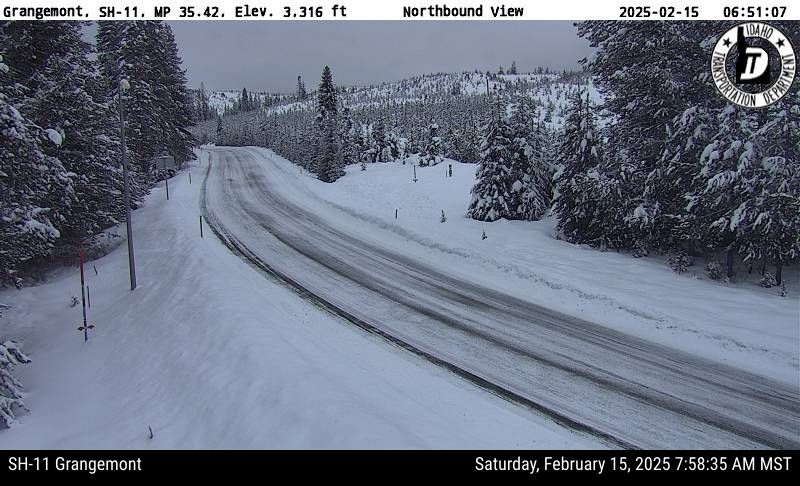 Grangemont, SH-11, MP 35.42, Elev. 3,316 ft Northbound View 2025-02-15 06:51:07
IDAHO
TRANSPORTATION DEPARTMENT
SH-11 Grangemont Saturday, February 15, 2025 7:58:35 AM MST